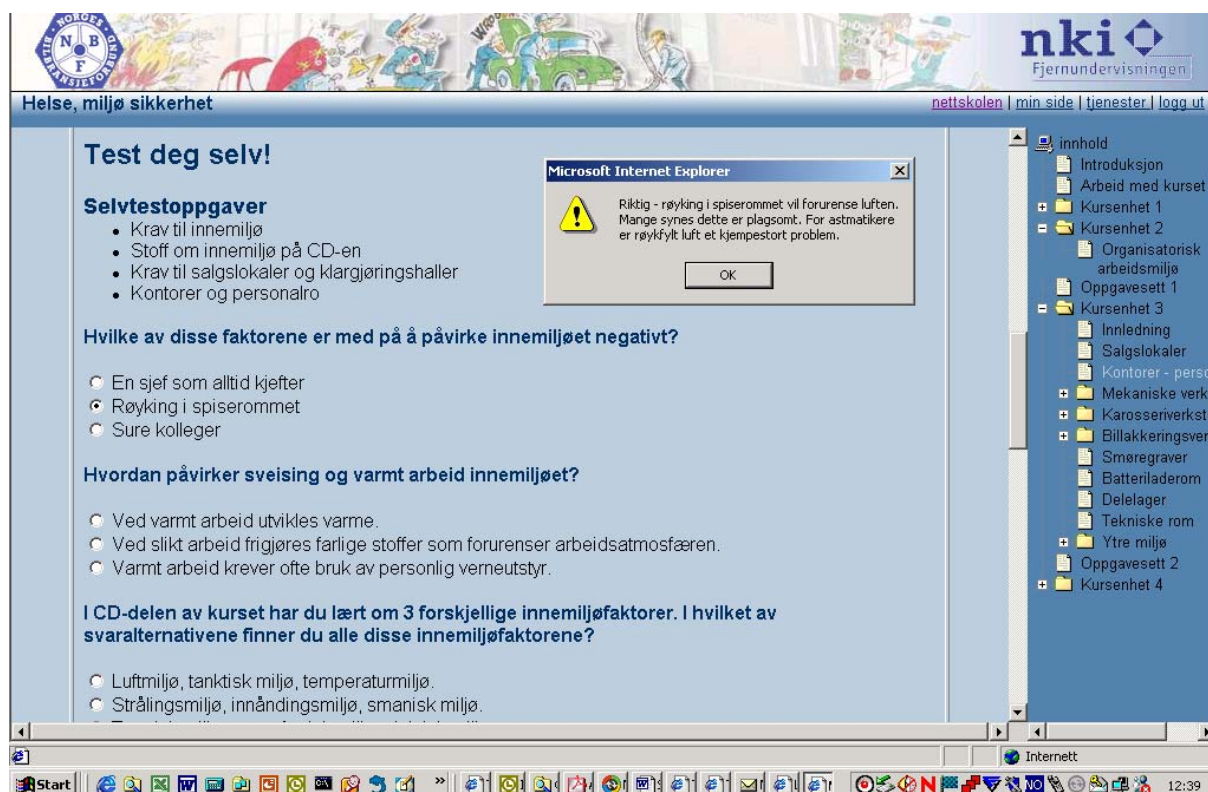 NORGES
BILBRANSJEFORBUND
N B
F
nki
Fjernundervisningen
Helse, miljø sikkerhet
nettskolen | min side | tjenester | logg ut
Test deg selv!
Selvtestoppgaver
Krav til innemiljø
Stoff om innemiljø på CD-en
Krav til salgslokaler og klargjøringshaller
Kontorer og personalro
Microsoft Internet Explorer
Riktig - røyking i spiserommet vil forurense luften.
Mange synes dette er plagsomt. For astmatikere
er røykfylt luft et kjempestort problem.
OK
Hvilke av disse faktorene er med på å påvirke innemiljøet negativt?
En sjef som alltid kjefter
Røyking i spiserommet
Sure kolleger
Hvordan påvirker sveising og varmt arbeid innemiljøet?
Ved varmt arbeid utvikles varme.
Ved slikt arbeid frigjøres farlige stoffer som forurenser arbeidsatmosfæren.
Varmt arbeid krever ofte bruk av personlig verneutstyr.
I CD-delen av kurset har du lært om 3 forskjellige innemiljøfaktorer. I hvilket av
svaralternativene finner du alle disse innemiljøfaktorene?
Luftmiljø, tanktisk miljø, temperaturmiljø.
Strålingsmiljø, innåndingsmiljø, smanisk miljø.
innhold
Introduksjon
Arbeid med kurset
Kursenhet 1
Kursenhet 2
Organisatorisk
arbeidsmiljø
Oppgavesett 1
Kursenhet 3
Innledning
Salgslokaler
Kontorer - perso
Mekaniske verk
Karosseriverkst
Billakkeringsver
Smøregraver
Batteriladerom
Delelager
Tekniske rom
Ytre miljø
Oppgavesett 2
Kursenhet 4
Internett
Start
NO
12:39